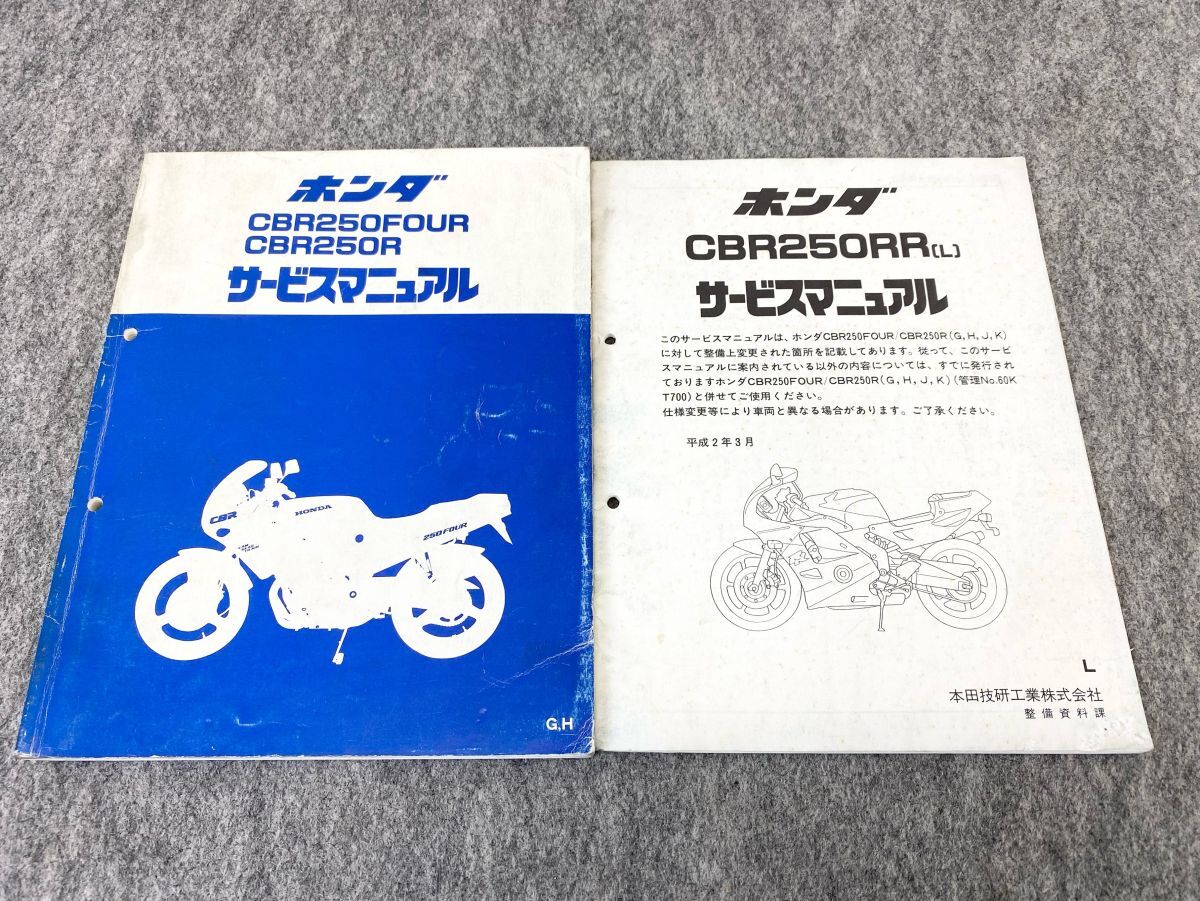 ホンダ
CBR250FOUR
CBR250R
サービスマニュアル
CBR
HONDA
250FOUR
G,H
ホンダ
CBR250RR(L)
サービスマニュアル
このサービスマニュアルは、ホンダCBR250FOUR/CBR250R(G,H,J,K)
に対して整備上変更された箇所を記載してあります。従って、このサービ
スマニュアルに案内されている以外の内容については、すでに発行され
ておりますホンダCBR250FOUR/CBR250R(G,H,J,K)(管理No.60K
T700)と併せてご使用ください。
仕様変更等により車両と異なる場合があります。ご了承ください。
平成2年3月
L
本田技研工業株式会社
整備資料課